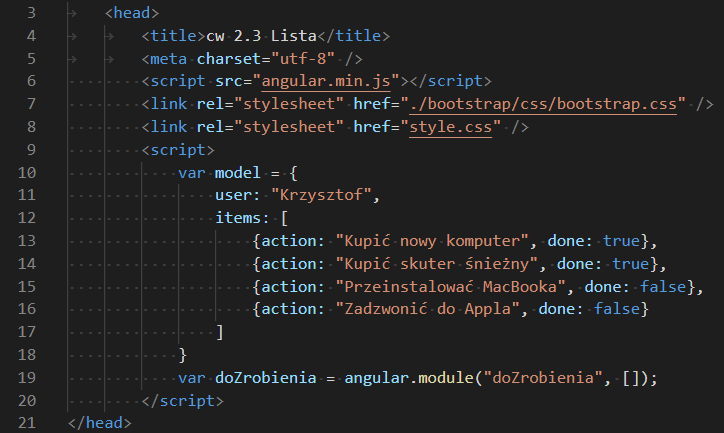 3 <head>
4 <title>cw 2.3 Lista</title>
5 <meta charset="utf-8" />
6 <script src="angular.min.js"></script>
7 <link rel="stylesheet" href="./bootstrap/css/bootstrap.css" />
8 <link rel="stylesheet" href="style.css" />
9 <script>
10 var model = {
11 user: "Krzysztof",
12 items: [
13 {action: "Kupić nowy komputer", done: true},
14 {action: "Kupić skuter śnieżny", done: true},
15 {action: "Przeinstalować MacBooka", done: false},
16 {action: "Zadzwonić do Appla", done: false}
17 ]
18 }
19 var doZrobienia = angular.module("doZrobienia", []);
20 </script>
21 </head>